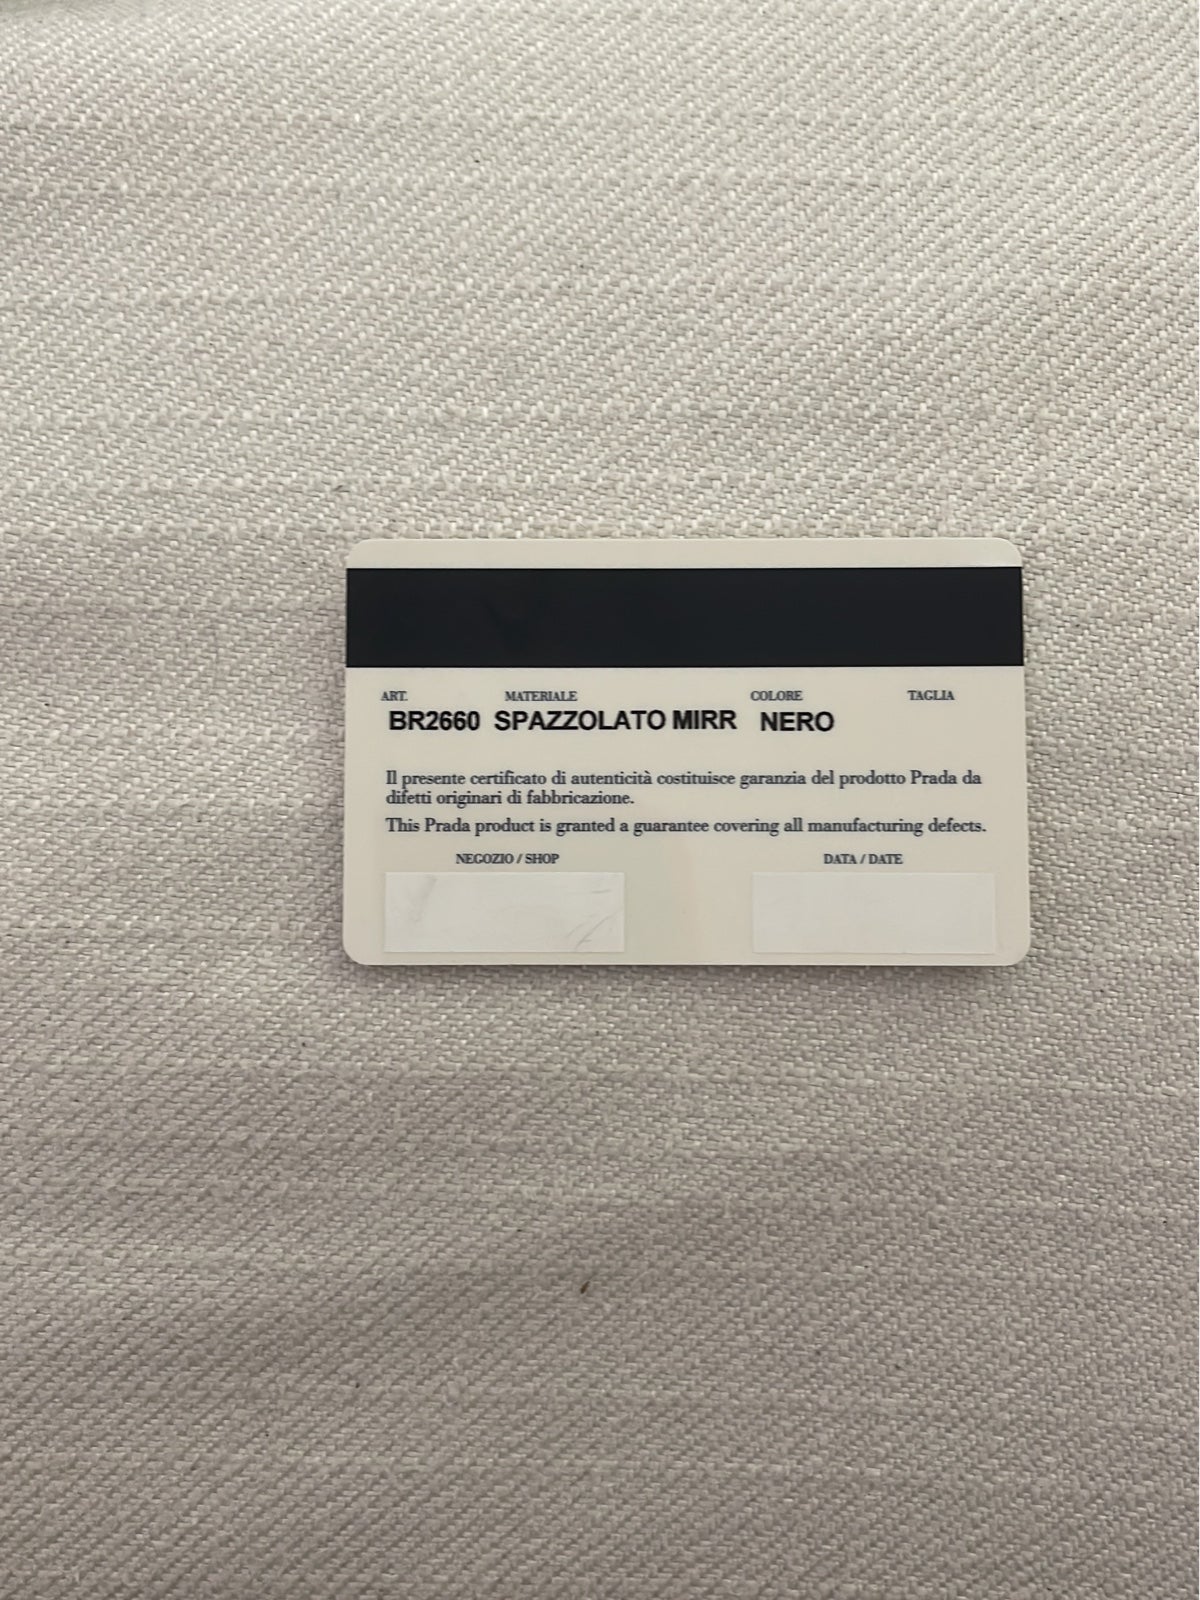 ART. MATERIALE COLORE TAGLIA
BR2660 SPAZZOLATO MIRR NERO
Il presente certificato di autenticità costituisce garanzia del prodotto Prada da
difetti originari di fabbricazione.
This Prada product is granted a guarantee covering all manufacturing defects.
NEGOZIO / SHOP DATA / DATE